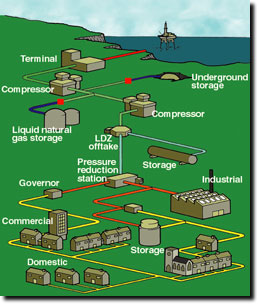 Terminal
Underground
storage
Compressor
Compressor
Liquid natural
gas storage
LDZ
offtake
Storage
Pressure
reduction
station
Governor
Industrial
Commercial
Storage
Domestic